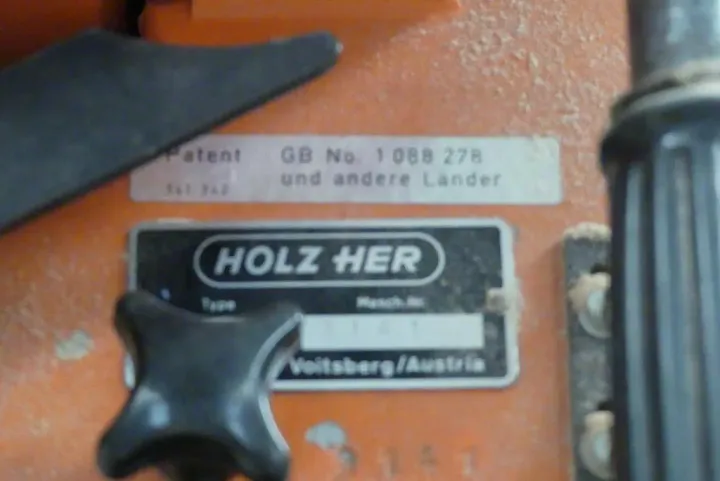 Patent GB No. 1 088 278
und andere Länder
HOLZ HER
Type Masch.Nr.
Voitsberg/Austria